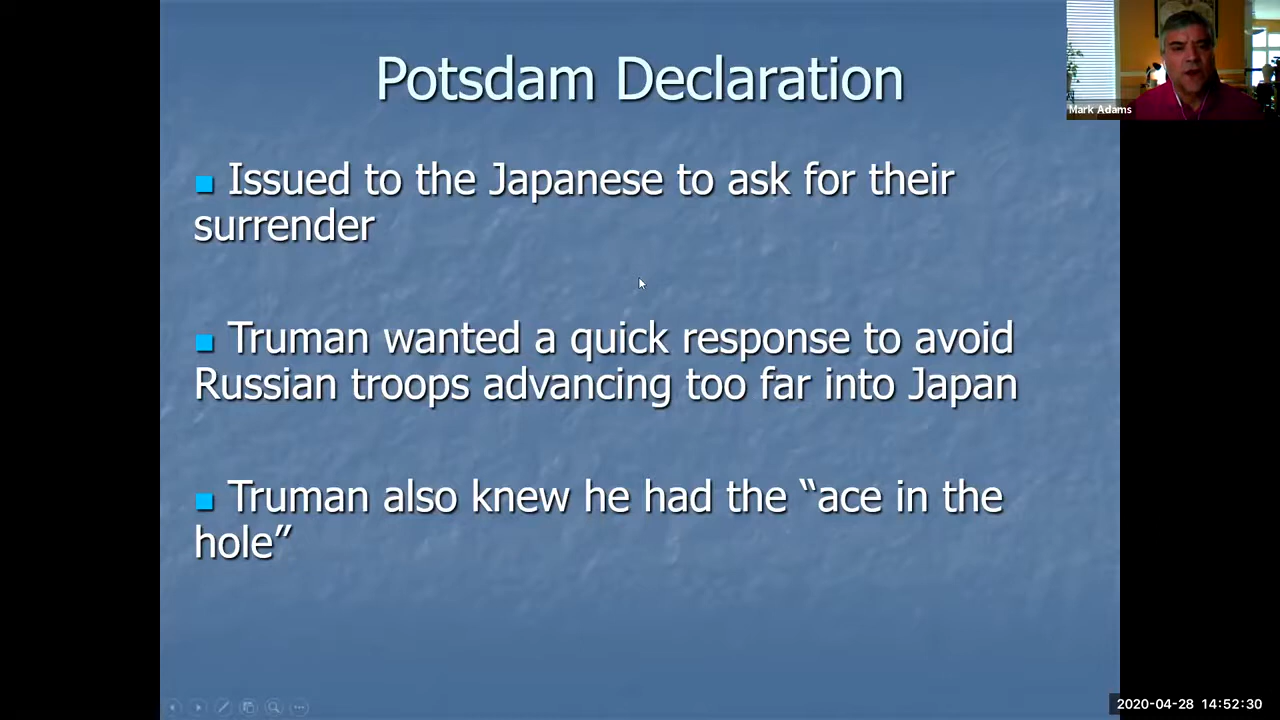 Potsdam Declaration
Mark Adams
■ Issued to the Japanese to ask for their
surrender
■ Truman wanted a quick response to avoid
Russian troops advancing too far into Japan
■ Truman also knew he had the “ace in the
hole”
2020-04-28 14:52:30